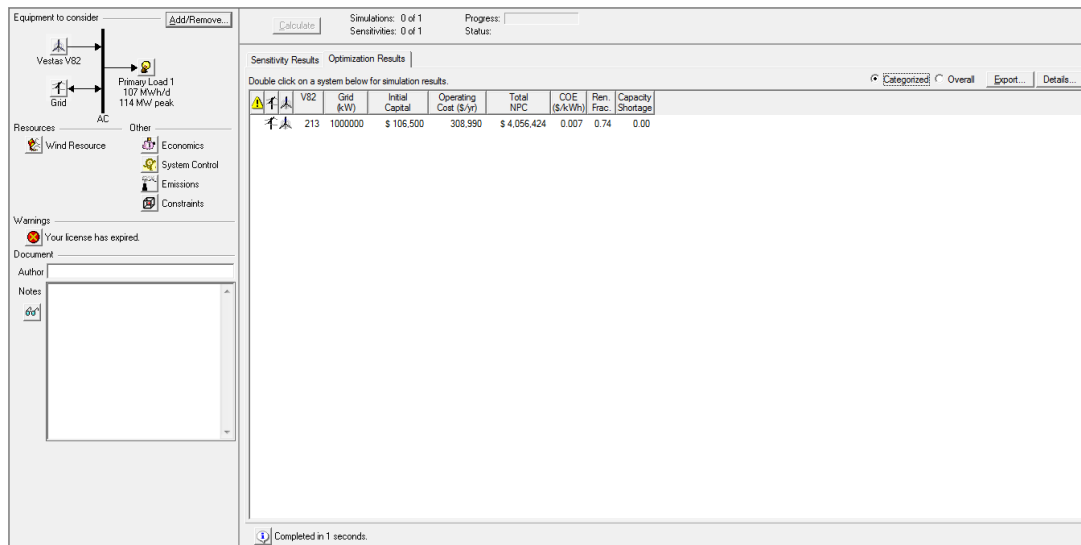 Equipment to consider
Add/Remove...
Vestas V82
Grid
AC
Primary Load 1
107 MWh/d
114 MW peak
Resources
Other
Wind Resource
Economics
System Control
Emissions
Constraints
Warnings
Your license has expired.
Document
Author
Notes
Calculate
Simulations: 0 of 1
Progress:
Sensitivities: 0 of 1
Status:
Sensitivity Results Optimization Results
Double click on a system below for simulation results.
Categorized Overall Export... Details...
V82 Grid (kW) Initial Capital Operating Cost ($/yr) Total NPC COE ($/kWh) Ren. Frac. Capacity Shortage
213 1000000 $ 106,500 308,990 $ 4,056,424 0.007 0.74 0.00
Completed in 1 seconds.